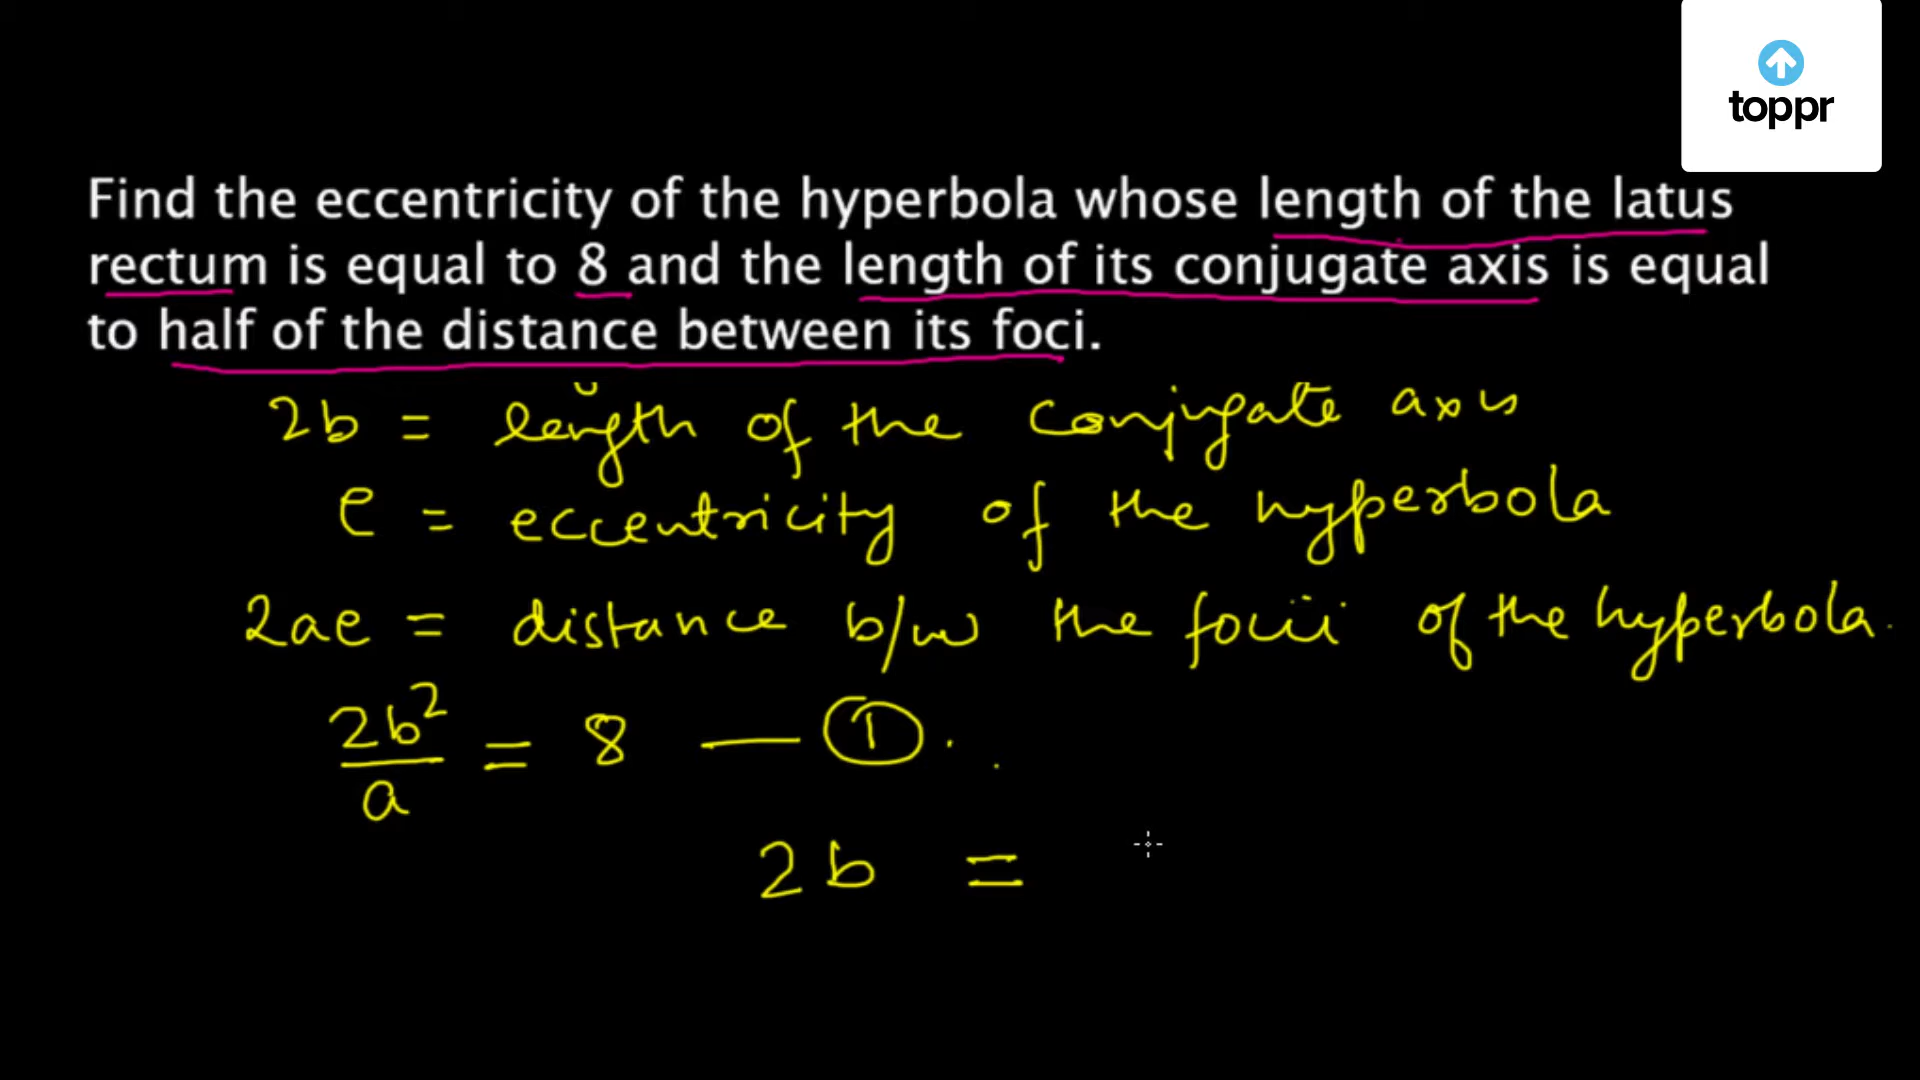 toppr
Find the eccentricity of the hyperbola whose length of the latus
rectum is equal to 8 and the length of its conjugate axis is equal
to half of the distance between its foci.
2b = length of the conjugate axis
e = eccentricity of the hyperbola
2ae = distance b/w the focii of the hyperbola.
2b²/a = 8 — ① .
2b =